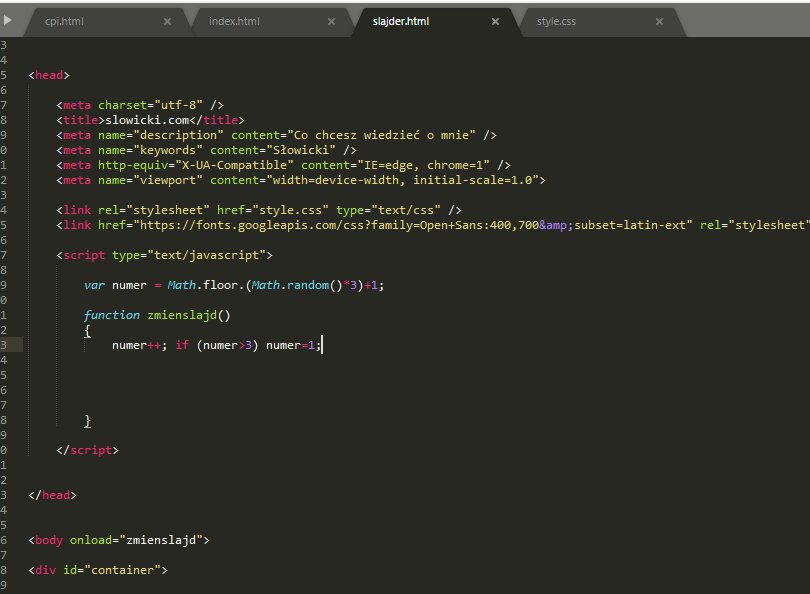 cpi.html × index.html × slajder.html × style.css ×
3
4
5 <head>
6
7 <meta charset="utf-8" />
8 <title>slowicki.com</title>
9 <meta name="description" content="Co chcesz wiedzieć o mnie" />
0 <meta name="keywords" content="Słowicki" />
1 <meta http-equiv="X-UA-Compatible" content="IE=edge, chrome=1" />
2 <meta name="viewport" content="width=device-width, initial-scale=1.0">
3
4 <link rel="stylesheet" href="style.css" type="text/css" />
5 <link href="https://fonts.googleapis.com/css?family=Open+Sans:400,700&amp;subset=latin-ext" rel="stylesheet"
6
7 <script type="text/javascript">
8
9 var numer = Math.floor.(Math.random()*3)+1;
0
1 function zmienslajd()
2 {
3 numer++; if (numer>3) numer=1;
4
5
6
7
8 }
9
0 </script>
1
2
3 </head>
4
5
6 <body onload="zmienslajd">
7
8 <div id="container">
9